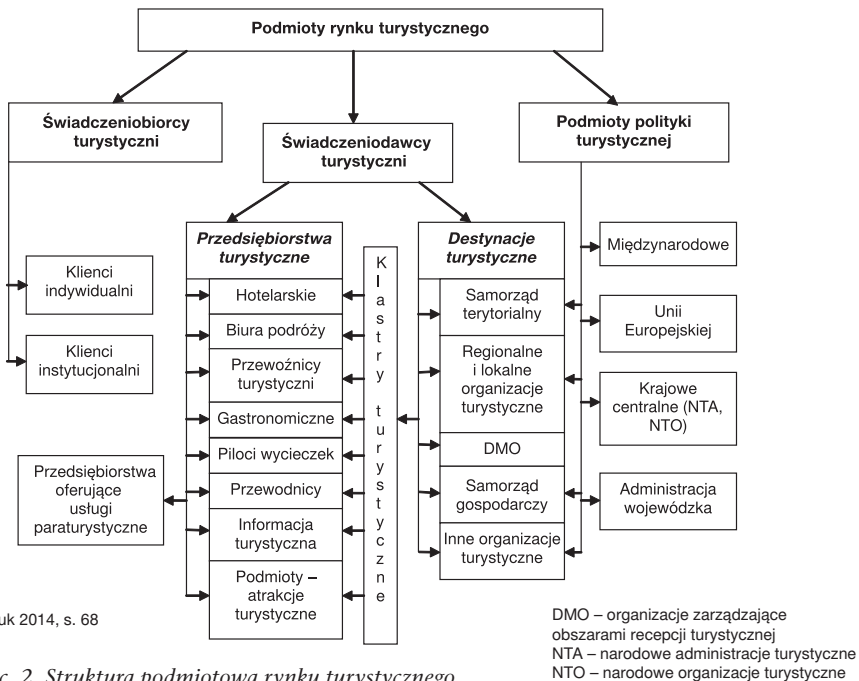 Podmioty rynku turystycznego
Świadczeniobiorcy
turystyczni
Świadczeniodawcy
turystyczni
Podmioty polityki
turystycznej
Klienci
indywidualni
Klienci
instytucjonalni
Przedsiębiorstwa
oferujące
usługi
paraturystyczne
Przedsiębiorstwa
turystyczne
Hotelarskie
Biura podróży
Przewoźnicy
turystyczni
Gastronomiczne
Piloci wycieczek
Przewodnicy
Informacja
turystyczna
Podmioty –
atrakcje
turystyczne
Klastry turystyczne
Destynacje
turystyczne
Samorząd
terytorialny
Regionalne
i lokalne
organizacje
turystyczne
DMO
Samorząd
gospodarczy
Inne organizacje
turystyczne
Międzynarodowe
Unii
Europejskiej
Krajowe
centralne (NTA,
NTO)
Administracja
wojewódzka
uk 2014, s. 68
DMO – organizacje zarządzające
obszarami recepcji turystycznej
NTA – narodowe administracje turystyczne
NTO – narodowe organizacje turystyczne
c. 2. Struktura podmiotowa rynku turystycznego